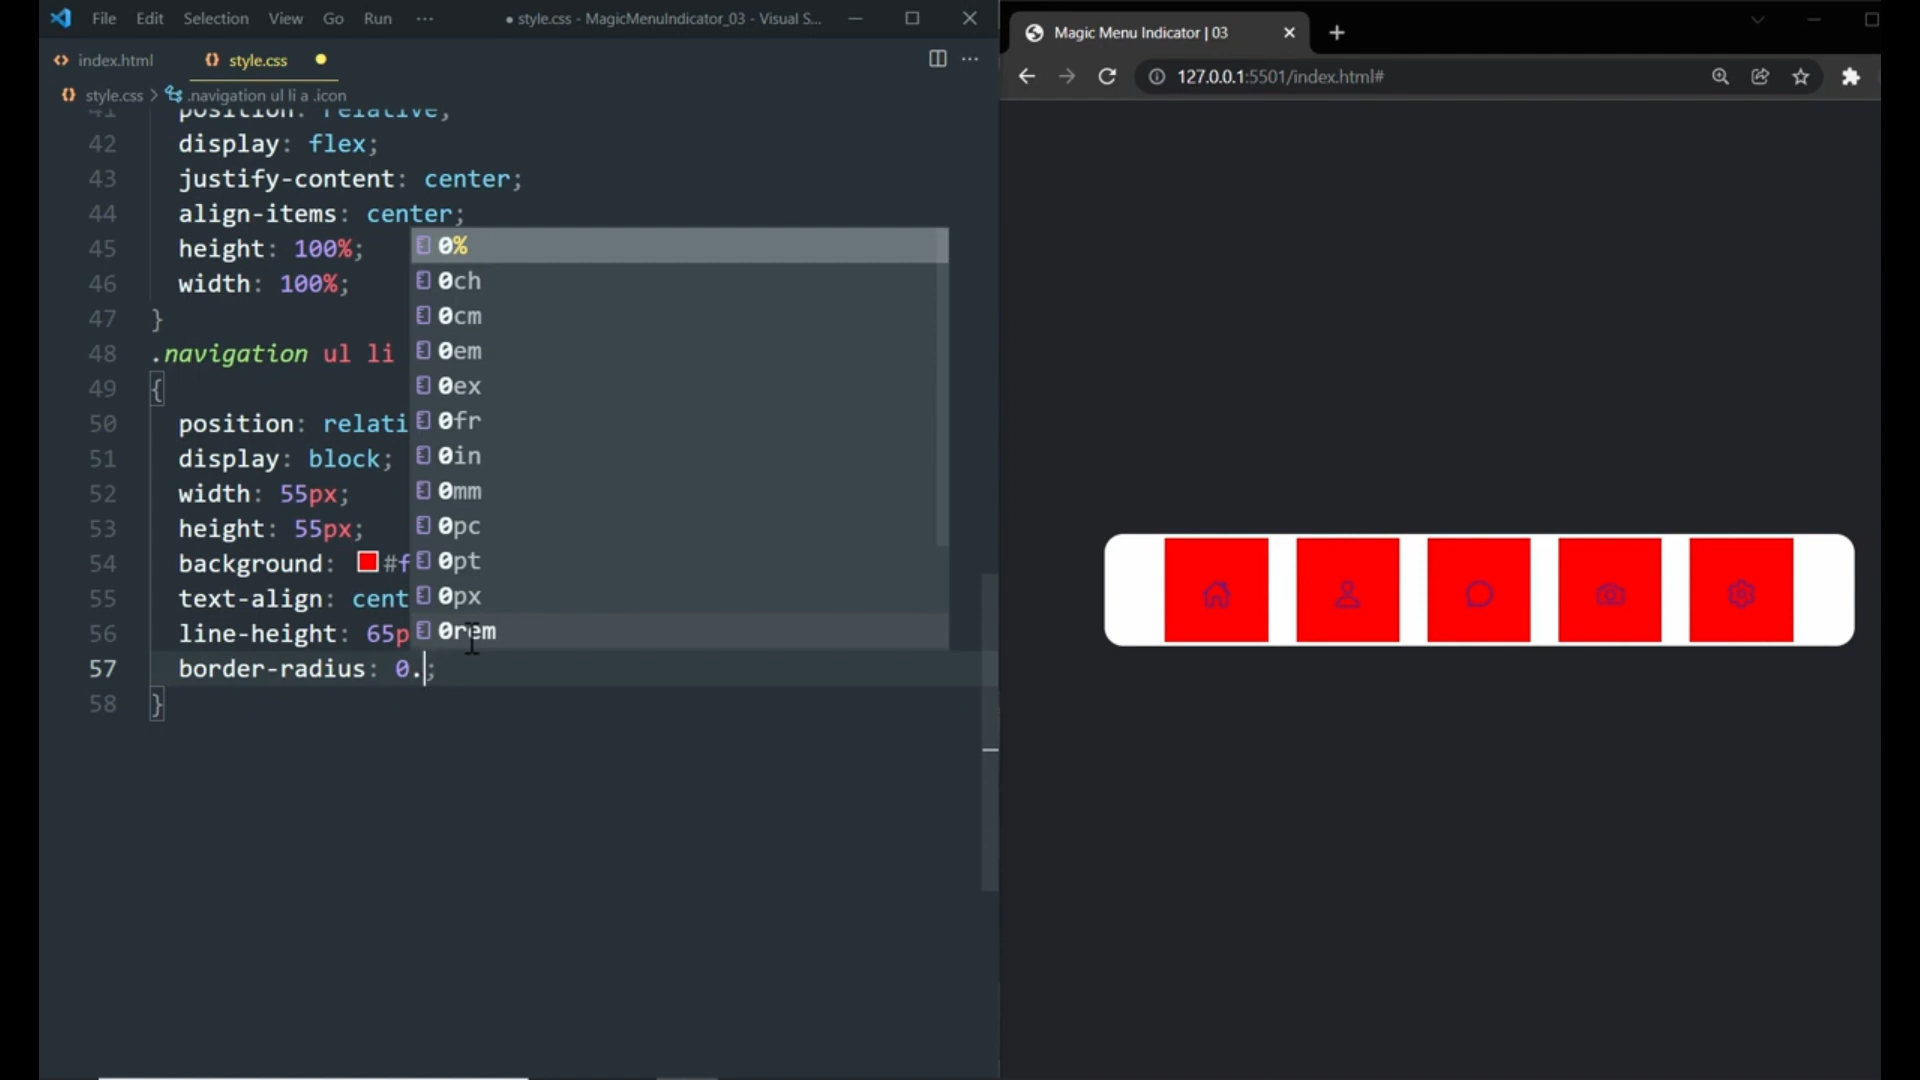 File Edit Selection View Go Run ··· ● style.css - MagicMenuIndicator_03 - Visual S...
index.html style.css
style.css > .navigation ul li a .icon
41 position: relative;
42 display: flex;
43 justify-content: center;
44 align-items: center;
45 height: 100%;
46 width: 100%;
47 }
48 .navigation ul li
49 {
50 position: relati
51 display: block;
52 width: 55px;
53 height: 55px;
54 background: #f
55 text-align: cent
56 line-height: 65p
57 border-radius: 0.;
58 }
0%
0ch
0cm
0em
0ex
0fr
0in
0mm
0pc
0pt
0px
0rem
Magic Menu Indicator | 03
127.0.0.1:5501/index.html#